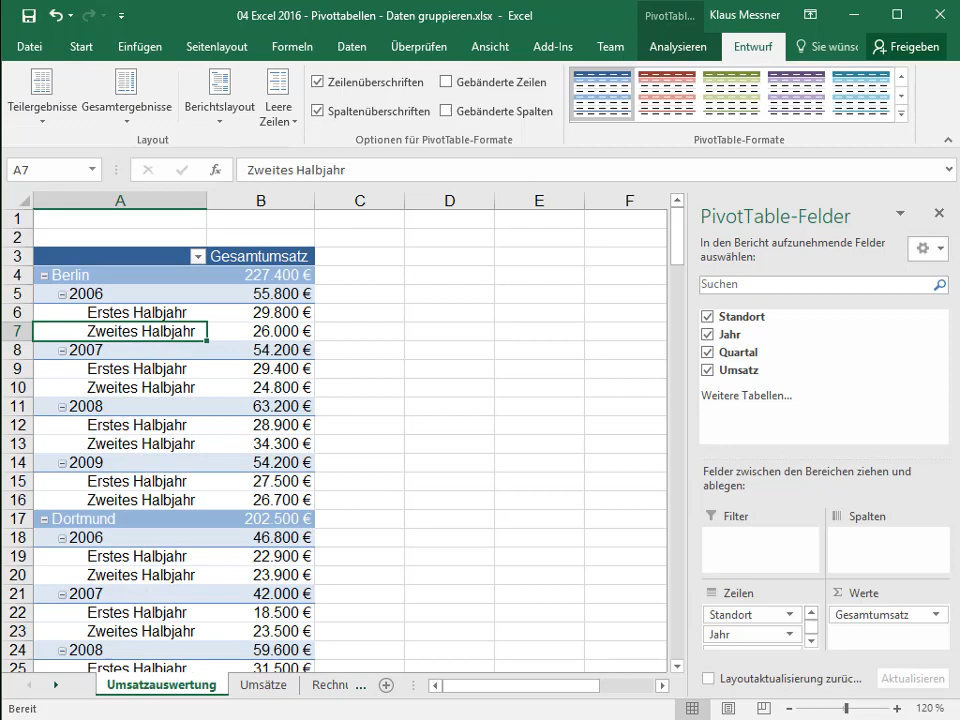 04 Excel 2016 - Pivottabellen - Daten gruppieren.xlsx - Excel
PivotTabl...
Klaus Messner
Datei Start Einfügen Seitenlayout Formeln Daten Überprüfen Ansicht Add-Ins Team Analysieren Entwurf Sie wüns Freigeben
Teilergebnisse Gesamtergebnisse Berichtslayout Leere Zeilen
Layout
Zeilenüberschriften Gebänderte Zeilen
Spaltenüberschriften Gebänderte Spalten
Optionen für PivotTable-Formate
PivotTable-Formate
A7 fx Zweites Halbjahr
A B C D E F
1
2
3 Gesamtumsatz
4 Berlin 227.400 €
5 2006 55.800 €
6 Erstes Halbjahr 29.800 €
7 Zweites Halbjahr 26.000 €
8 2007 54.200 €
9 Erstes Halbjahr 29.400 €
10 Zweites Halbjahr 24.800 €
11 2008 63.200 €
12 Erstes Halbjahr 28.900 €
13 Zweites Halbjahr 34.300 €
14 2009 54.200 €
15 Erstes Halbjahr 27.500 €
16 Zweites Halbjahr 26.700 €
17 Dortmund 202.500 €
18 2006 46.800 €
19 Erstes Halbjahr 22.900 €
20 Zweites Halbjahr 23.900 €
21 2007 42.000 €
22 Erstes Halbjahr 18.500 €
23 Zweites Halbjahr 23.500 €
24 2008 59.600 €
25 Erstes Halbjahr 31.500 €
PivotTable-Felder
In den Bericht aufzunehmende Felder
auswählen:
Suchen
Standort
Jahr
Quartal
Umsatz
Weitere Tabellen...
Felder zwischen den Bereichen ziehen und
ablegen:
Filter Spalten
Zeilen Σ Werte
Standort Gesamtumsatz
Jahr
Layoutaktualisierung zurüc... Aktualisieren
Umsatzauswertung Umsätze Rechnu ...
Bereit
120 %